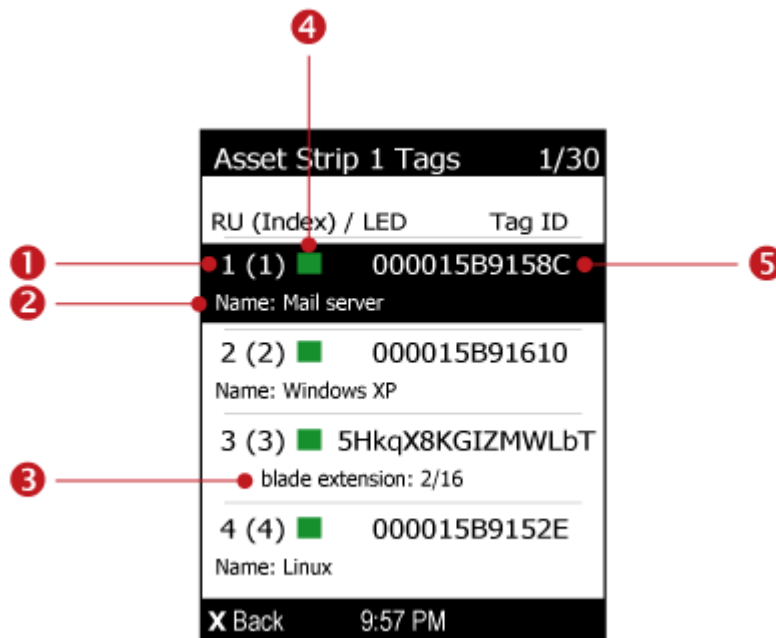 4
Asset Strip 1 Tags 1/30
RU (Index) / LED Tag ID
1 1 (1) 000015B9158C 5
2 Name: Mail server
2 (2) 000015B91610
Name: Windows XP
3 (3) 5HkqX8KGIZMWLbT
3 blade extension: 2/16
4 (4) 000015B9152E
Name: Linux
X Back 9:57 PM